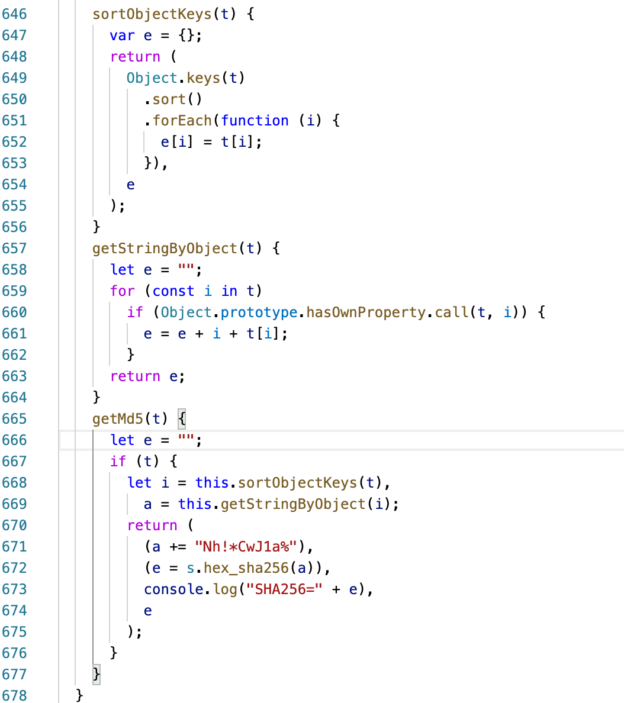 646 sortObjectKeys(t) {
647 var e = {};
648 return (
649 Object.keys(t)
650 .sort()
651 .forEach(function (i) {
652 e[i] = t[i];
653 }),
654 e
655 );
656 }
657 getStringByObject(t) {
658 let e = "";
659 for (const i in t)
660 if (Object.prototype.hasOwnProperty.call(t, i)) {
661 e = e + i + t[i];
662 }
663 return e;
664 }
665 getMd5(t) {
666 let e = "";
667 if (t) {
668 let i = this.sortObjectKeys(t),
669 a = this.getStringByObject(i);
670 return (
671 (a += "Nh!*CwJ1a%"),
672 (e = s.hex_sha256(a)),
673 console.log("SHA256=" + e),
674 e
675 );
676 }
677 }
678 }